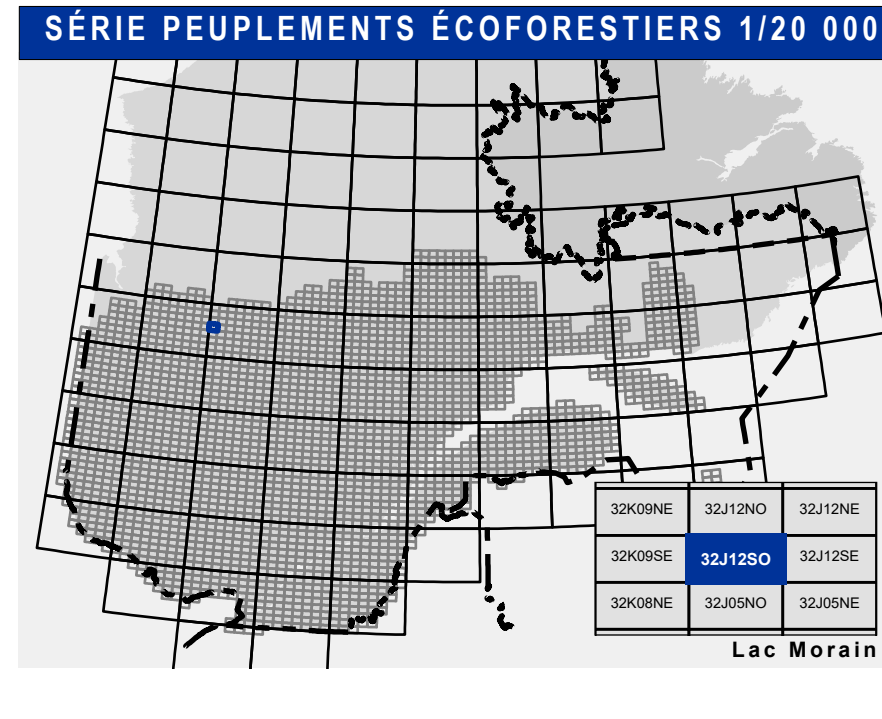 SÉRIE PEUPLEMENTS ÉCOFORESTIERS 1/20 000
32K09NE 32J12NO 32J12NE
32K09SE 32J12SO 32J12SE
32K08NE 32J05NO 32J05NE
Lac Morain